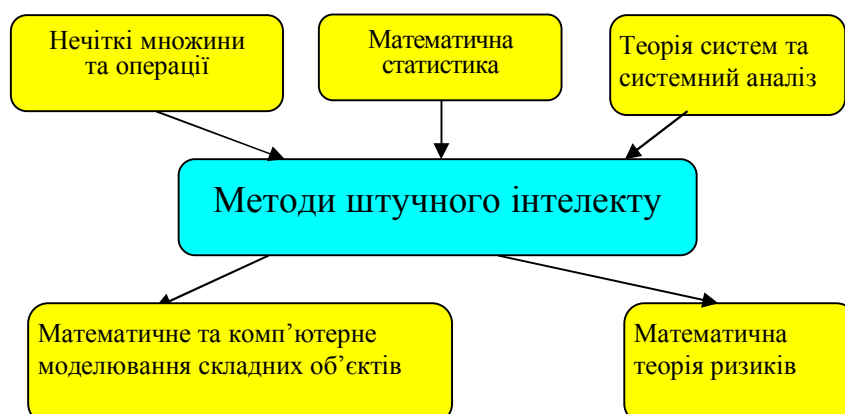 Нечіткі множини
та операції
Математична
статистика
Теорія систем та
системний аналіз
Методи штучного інтелекту
Математичне та комп’ютерне
моделювання складних об’єктів
Математична
теорія ризиків